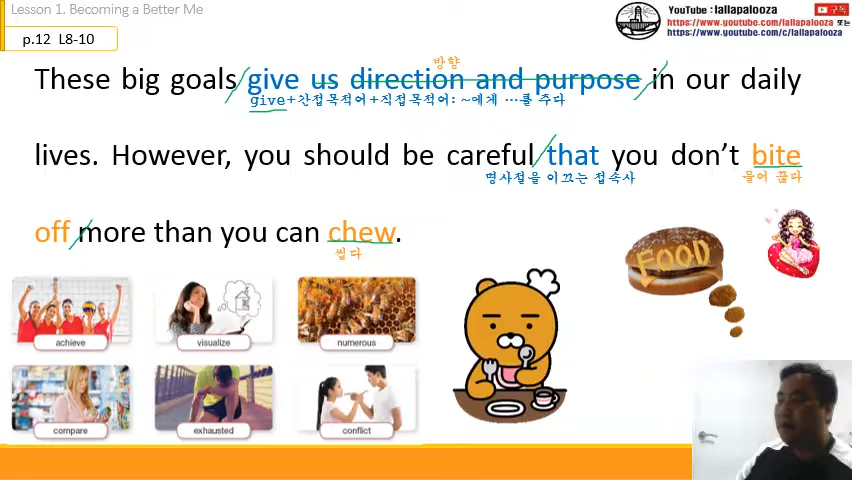 Lesson 1. Becoming a Better Me
p.12 L8-10
YouTube : lallapalooza
구독
https://www.youtube.com/lallapalooza 또는
https://www.youtube.com/c/lallapalooza
방향
These big goals give us direction and purpose in our daily
give+간접목적어+직접목적어: ~에게 …를 주다
lives. However, you should be careful that you don't bite
명사절을 이끄는 접속사
물어 끊다
off more than you can chew.
씹다
FOOD
achieve
visualize
numerous
compare
exhausted
conflict